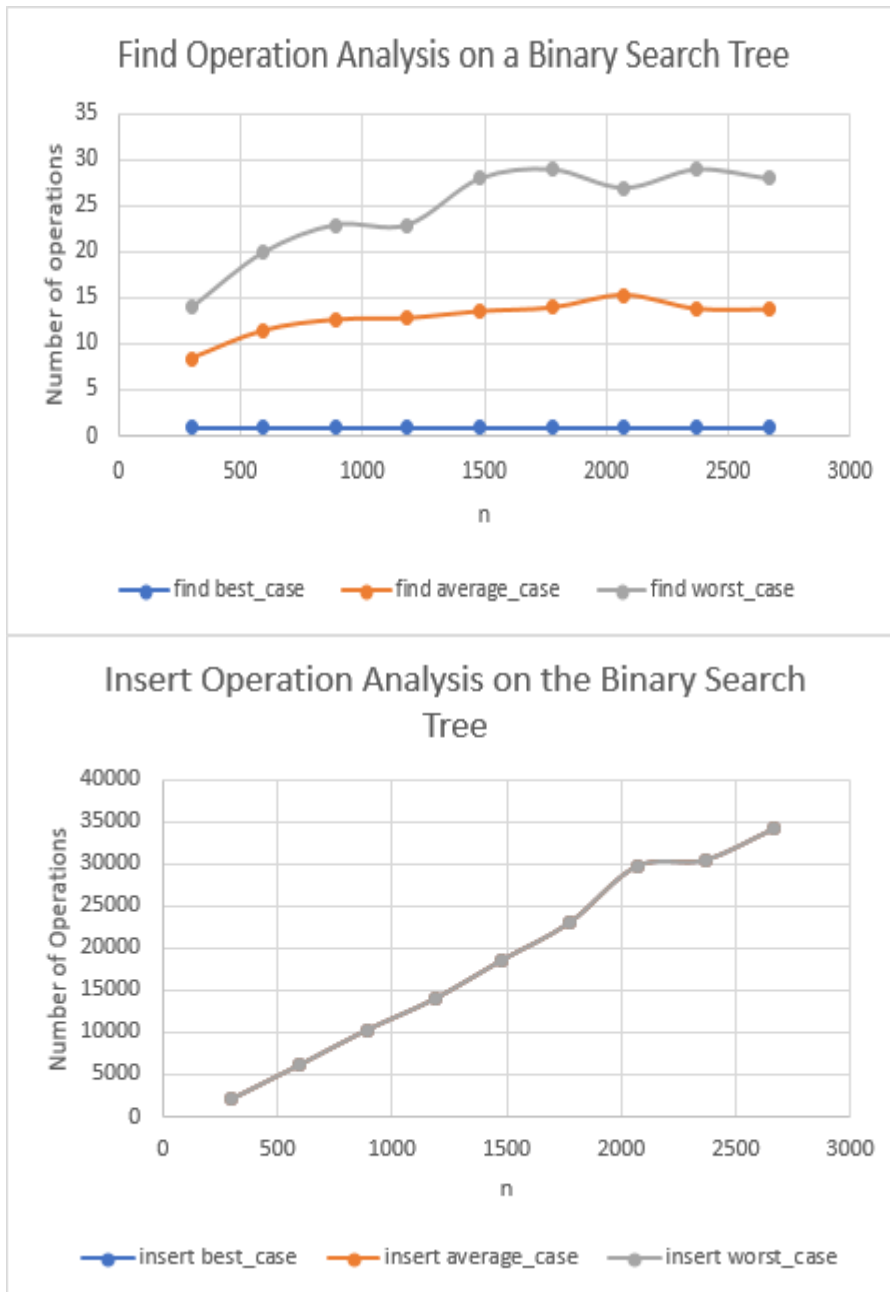 Find Operation Analysis on a Binary Search Tree
Number of operations
35
30
25
20
15
10
5
0
0 500 1000 1500 2000 2500 3000
n
find best_case find average_case find worst_case
Insert Operation Analysis on the Binary Search
Tree
Number of Operations
40000
35000
30000
25000
20000
15000
10000
5000
0
0 500 1000 1500 2000 2500 3000
n
insert best_case insert average_case insert worst_case